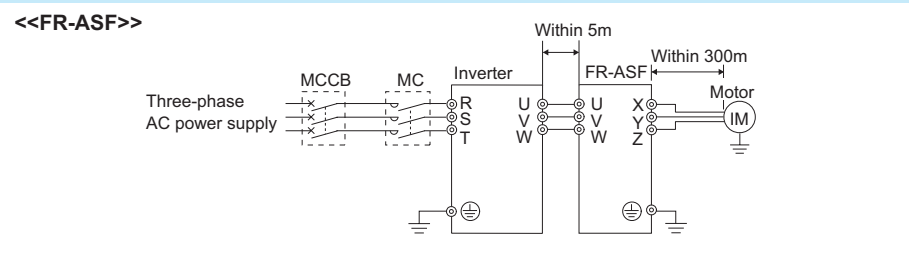 <<FR-ASF>>
Within 5m
Within 300m
MCCB
MC
Inverter
FR-ASF
Motor
Three-phase
AC power supply
R
S
T
U
V
W
U
V
W
X
Y
Z
IM